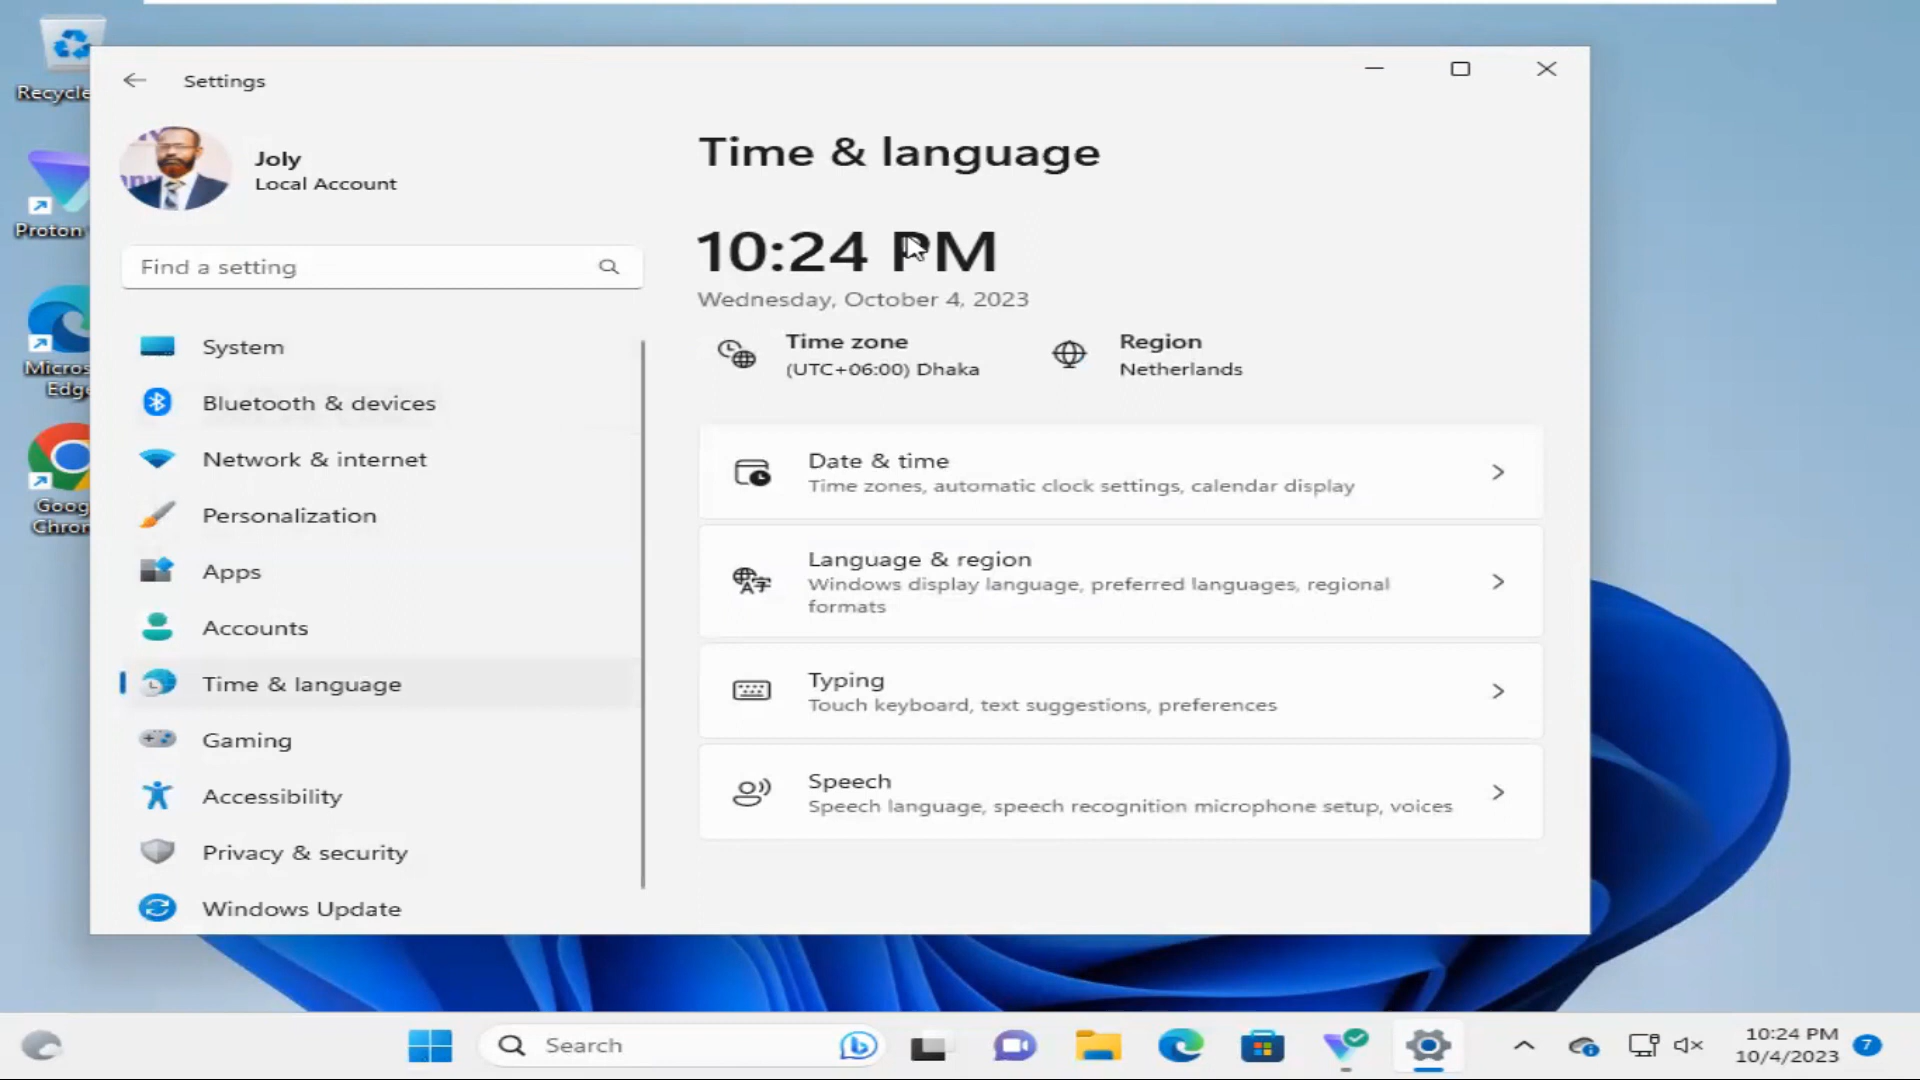 Recycle
Proton
Micros
Edge
Goog
Chron
Settings
Joly
Local Account
Find a setting
System
Bluetooth & devices
Network & internet
Personalization
Apps
Accounts
Time & language
Gaming
Accessibility
Privacy & security
Windows Update
Time & language
10:24 PM
Wednesday, October 4, 2023
Time zone
(UTC+06:00) Dhaka
Region
Netherlands
Date & time
Time zones, automatic clock settings, calendar display
Language & region
Windows display language, preferred languages, regional
formats
Typing
Touch keyboard, text suggestions, preferences
Speech
Speech language, speech recognition microphone setup, voices
Search
10:24 PM
10/4/2023
7